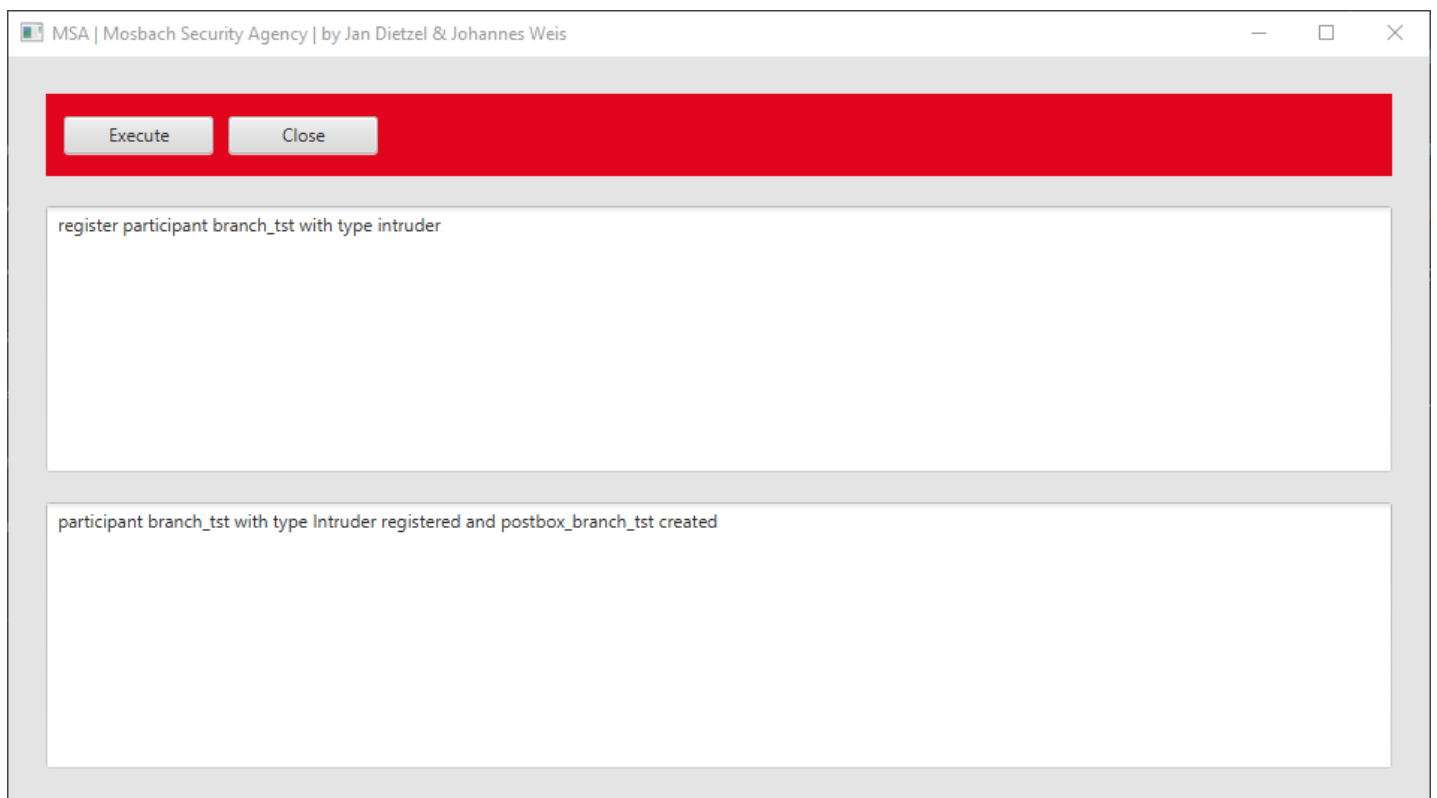 MSA | Mosbach Security Agency | by Jan Dietzel & Johannes Weis
Execute Close
register participant branch_tst with type intruder
participant branch_tst with type Intruder registered and postbox_branch_tst created